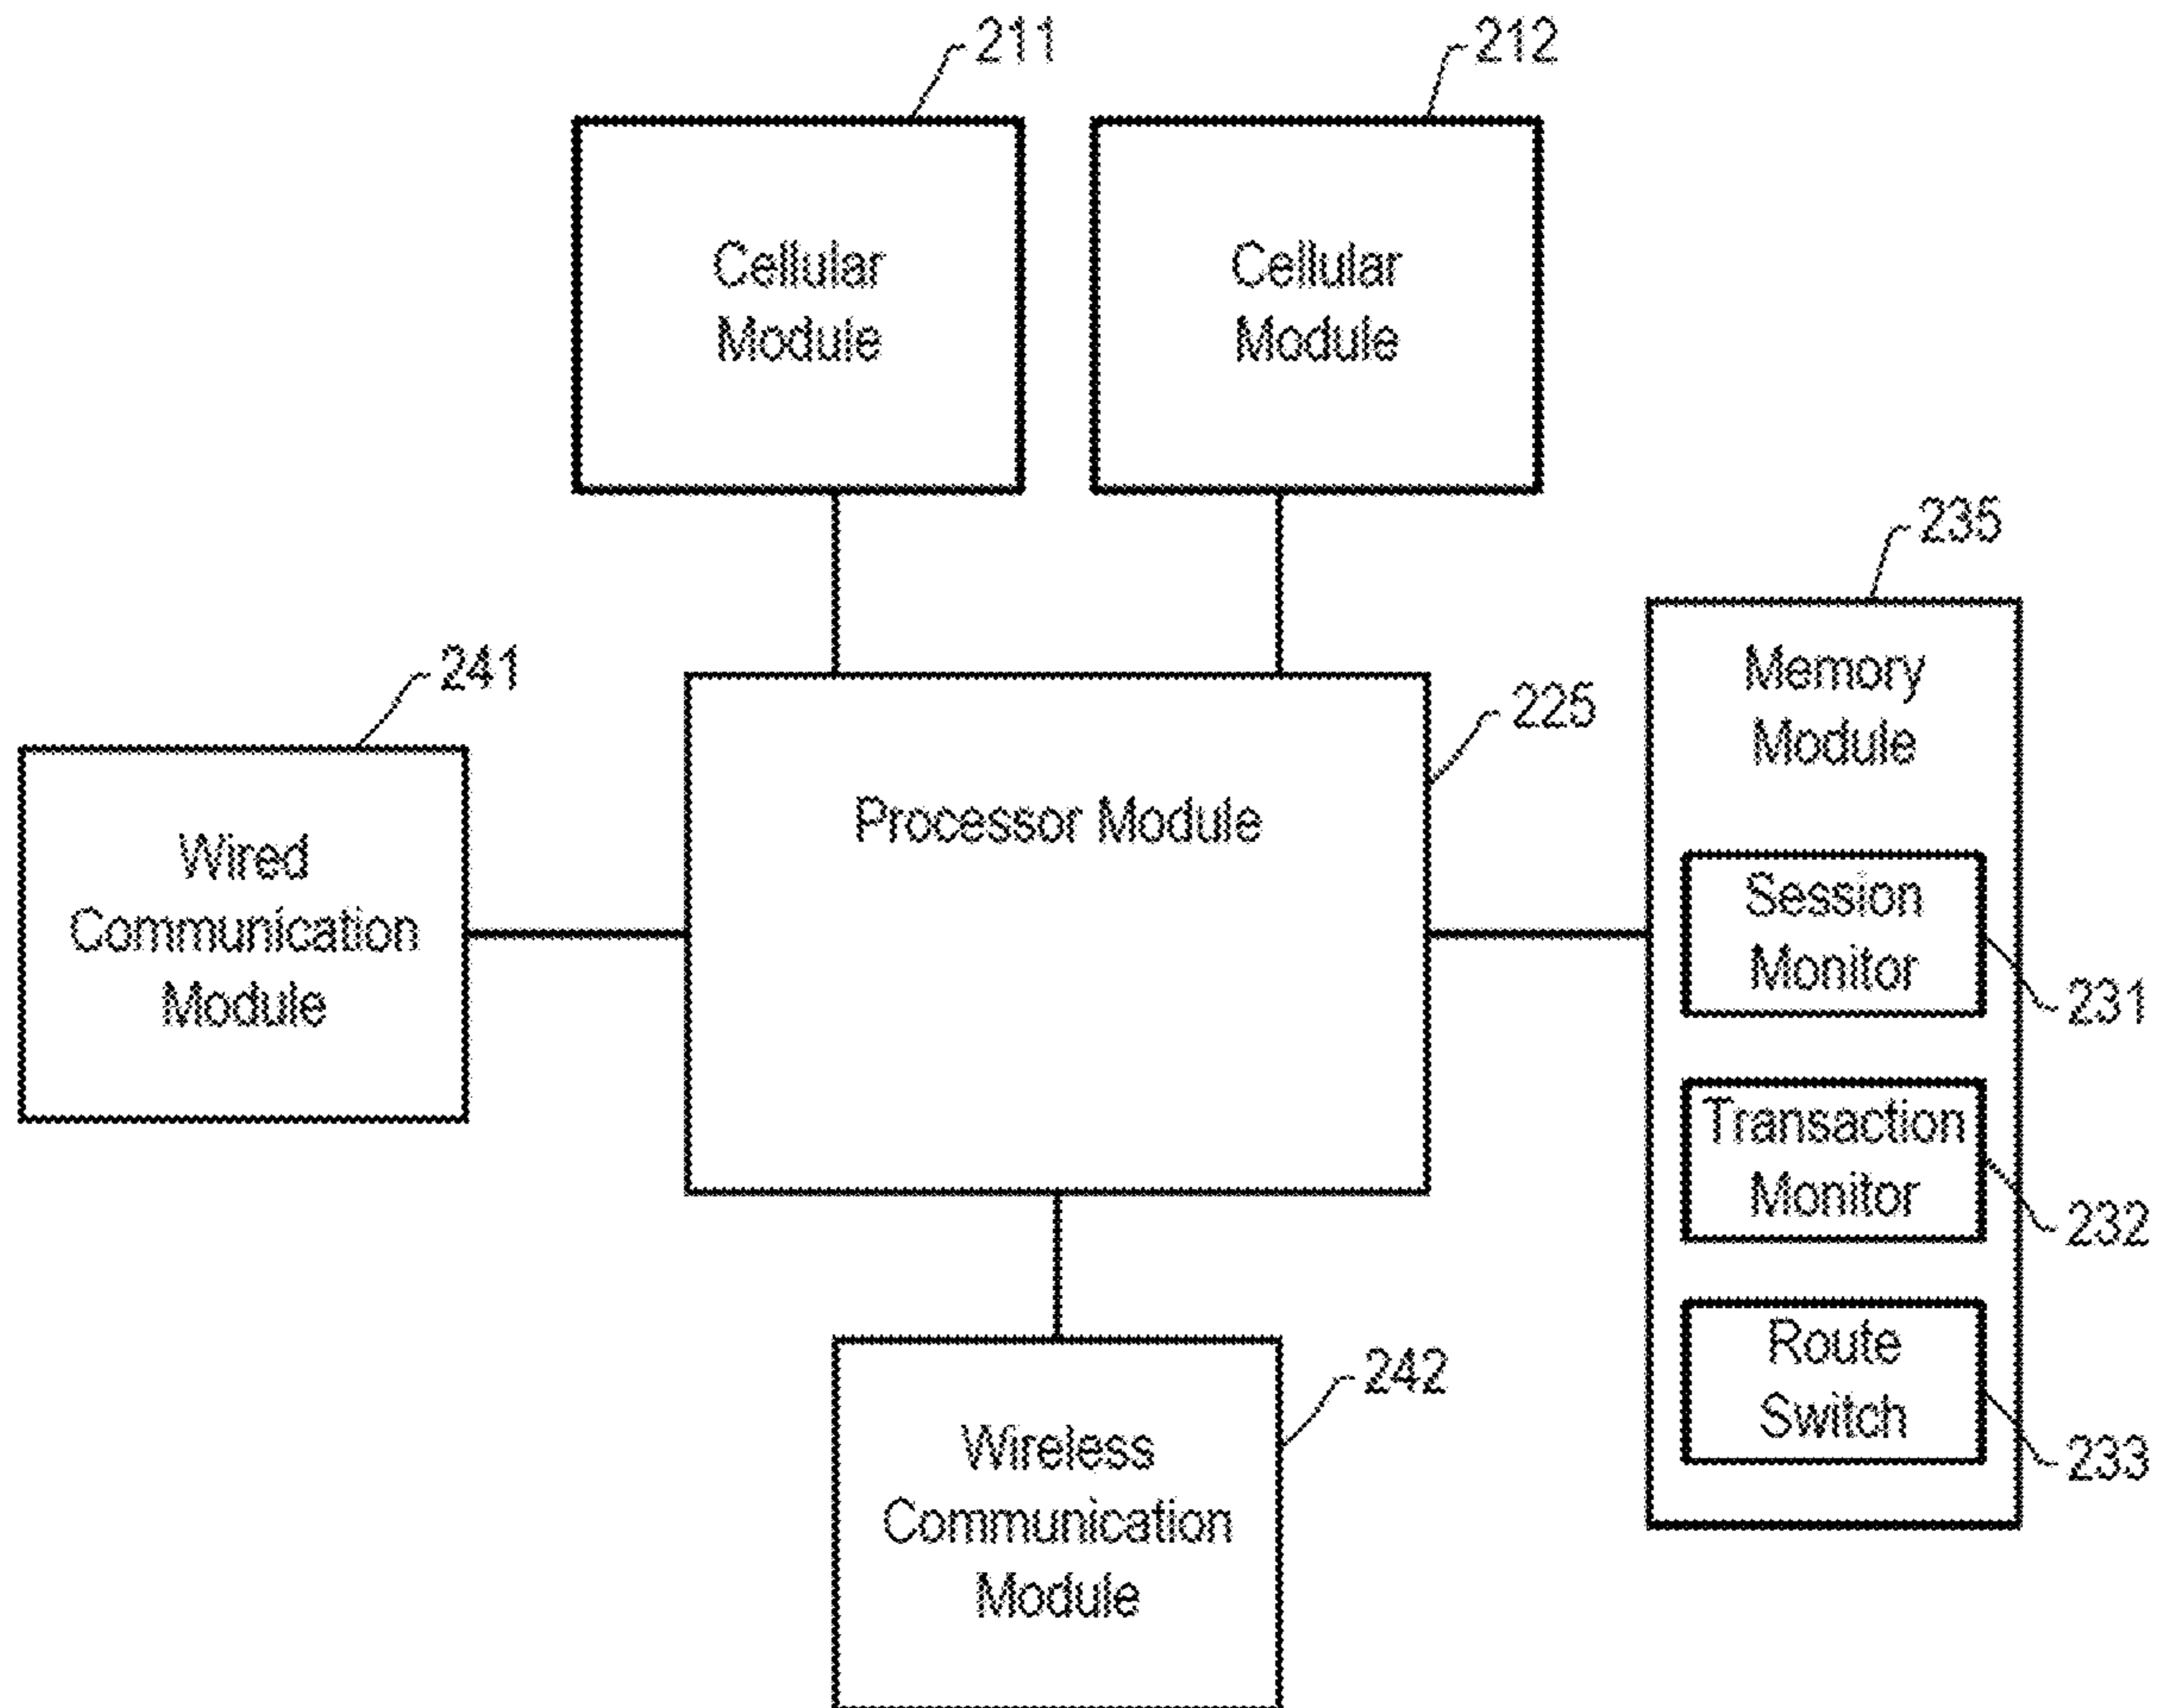 211
212
Cellular
Module
Cellular
Module
235
241
Memory
Module
225
Processor Module
Wired
Communication
Module
Session
Monitor
231
Transaction
Monitor
232
Route
Switch
233
242
Wireless
Communication
Module